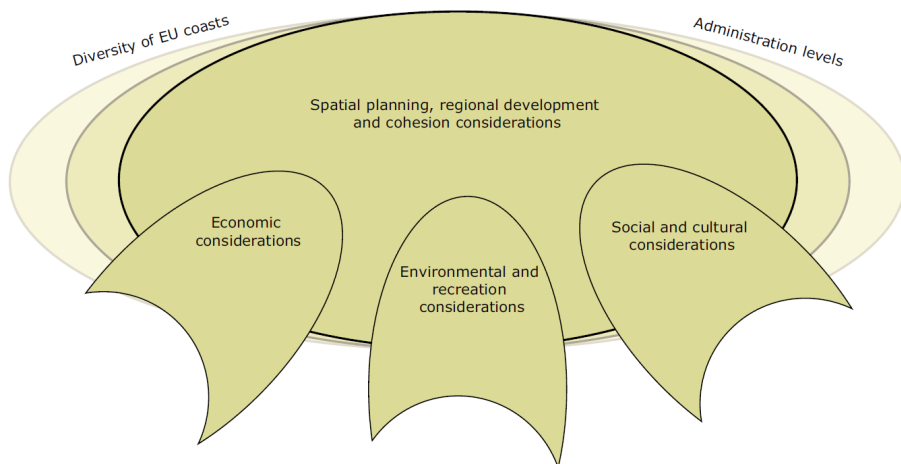 Diversity of EU coasts
Administration levels
Spatial planning, regional development
and cohesion considerations
Economic
considerations
Environmental and
recreation
considerations
Social and cultural
considerations